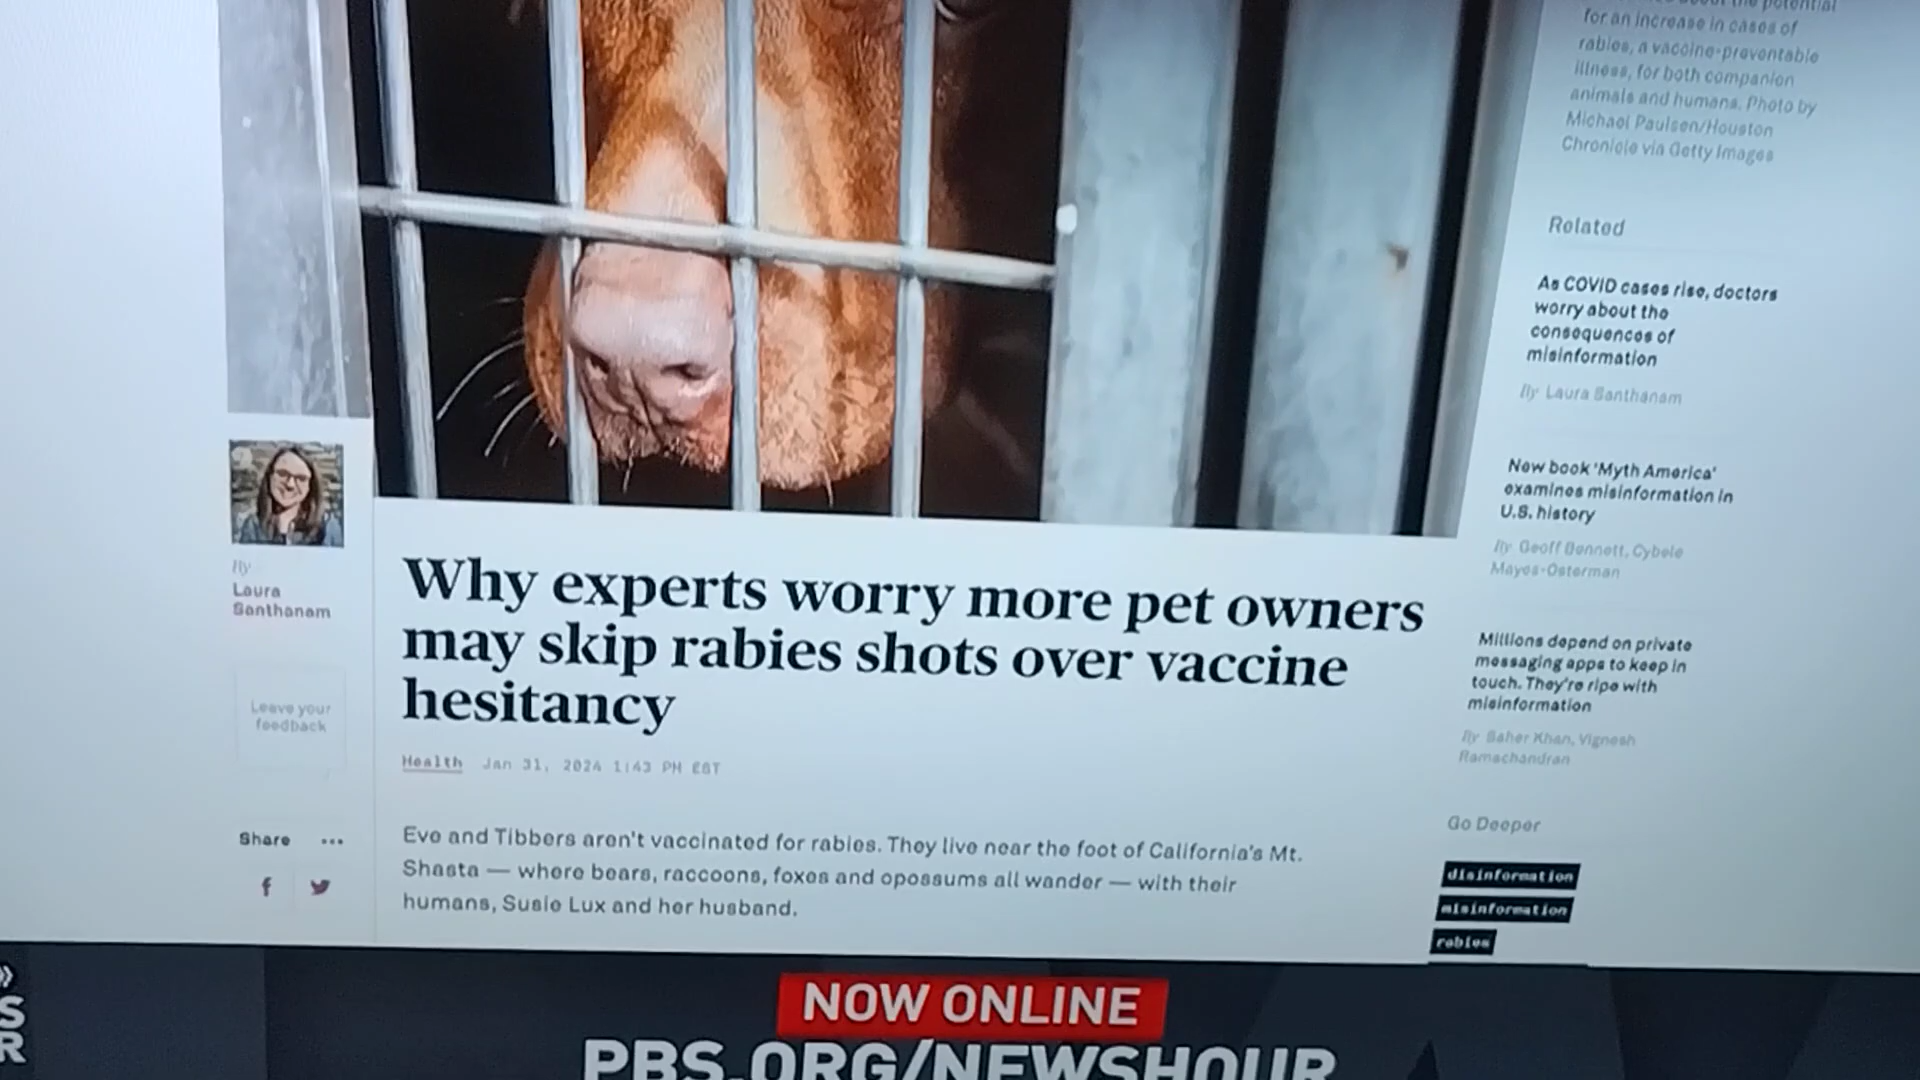 for an increase in cases of
rabies, a vaccine-preventable
illness, for both companion
animals and humans. Photo by
Michael Paulsen/Houston
Chronicle via Getty Images
Related
As COVID cases rise, doctors
worry about the
consequences of
misinformation
By Laura Santhanam
New book 'Myth America'
examines misinformation in
U.S. history
By Geoff Bennett, Cybele
Mayes-Osterman
Millions depend on private
messaging apps to keep in
touch. They're ripe with
misinformation
By Saher Khan, Vignesh
Ramachandran
Go Deeper
disinformation
misinformation
rabies
By
Laura
Santhanam
Leave your
feedback
Share ...
Why experts worry more pet owners
may skip rabies shots over vaccine
hesitancy
Health Jan 31, 2024 1:43 PM EST
Eve and Tibbers aren't vaccinated for rabies. They live near the foot of California's Mt.
Shasta — where bears, raccoons, foxes and opossums all wander — with their
humans, Susie Lux and her husband.
S
R
NOW ONLINE
PBS.ORG/NEWSHOUR